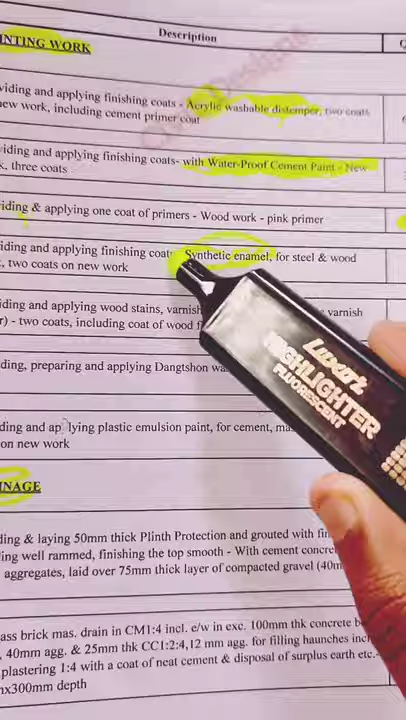 Description
NTING WORK
viding and applying finishing coats - Acrylic washable distemper, two coats
new work, including cement primer coat
viding and applying finishing coats- with Water-Proof Cement Paint - New
k, three coats
viding & applying one coat of primers - Wood work - pink primer
iding and applying finishing coat Synthetic enamel, for steel & wood
, two coats on new work
iding and applying wood stains, varnish varnish
r) - two coats, including coat of wood f
ding, preparing and applying Dangtshon wa
ding and applying plastic emulsion paint, for cement, ma
on new work
INAGE
ding & laying 50mm thick Plinth Protection and grouted with fin
ing well rammed, finishing the top smooth - With cement concre
aggregates, laid over 75mm thick layer of compacted gravel (40m
ass brick mas. drain in CM1:4 incl. e/w in exc. 100mm thk concrete b
, 40mm agg. & 25mm thk CC1:2:4,12 mm agg. for filling haunches inc
plastering 1:4 with a coat of neat cement & disposal of surplus earth etc.-
nx300mm depth
Luxor
HIGHLIGHTER
FLUORESCENT